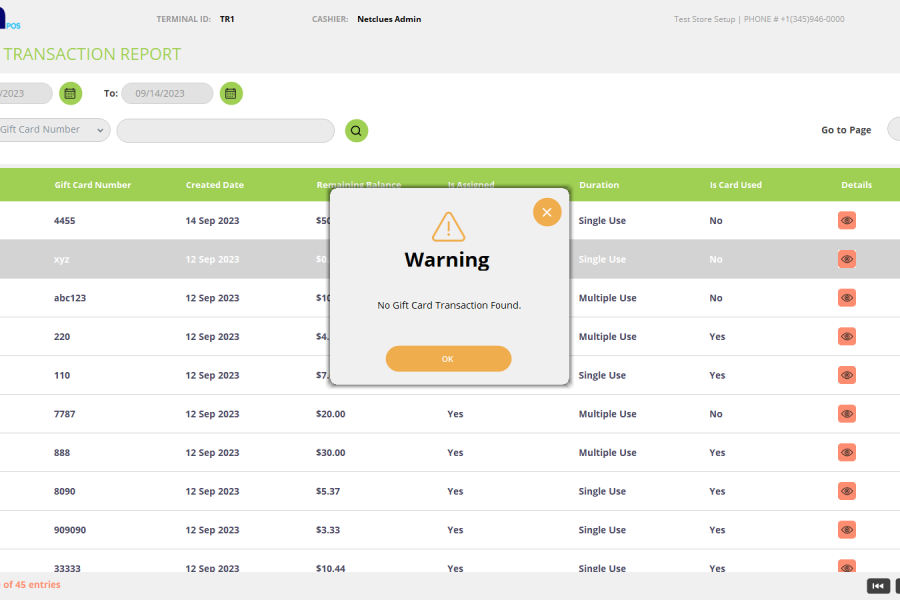 POS
TERMINAL ID: TR1 CASHIER: Netclues Admin Test Store Setup | PHONE # +1(345)946-0000
TRANSACTION REPORT
/2023 To: 09/14/2023
Gift Card Number Go to Page
Gift Card Number Created Date Remaining Balance Is Assigned Duration Is Card Used Details
4455 14 Sep 2023 $50 Single Use No
xyz 12 Sep 2023 $0. Single Use No
abc123 12 Sep 2023 $10 Multiple Use No
220 12 Sep 2023 $4. Multiple Use Yes
110 12 Sep 2023 $7. Single Use Yes
7787 12 Sep 2023 $20.00 Yes Multiple Use No
888 12 Sep 2023 $30.00 Yes Multiple Use Yes
8090 12 Sep 2023 $5.37 Yes Single Use Yes
909090 12 Sep 2023 $3.33 Yes Single Use Yes
33333 12 Sep 2023 $10.44 Yes Single Use Yes
of 45 entries
Warning
No Gift Card Transaction Found.
OK